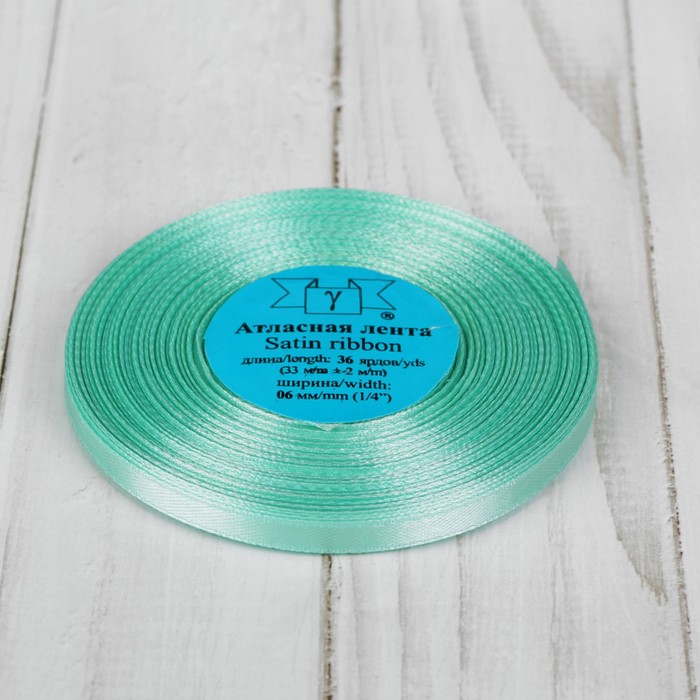 γ
®
Атласная лента
Satin ribbon
длина/length: 36 ярдов/yds
(33 м/m ±-2 м/m)
ширина/width:
06 мм/mm (1/4”)